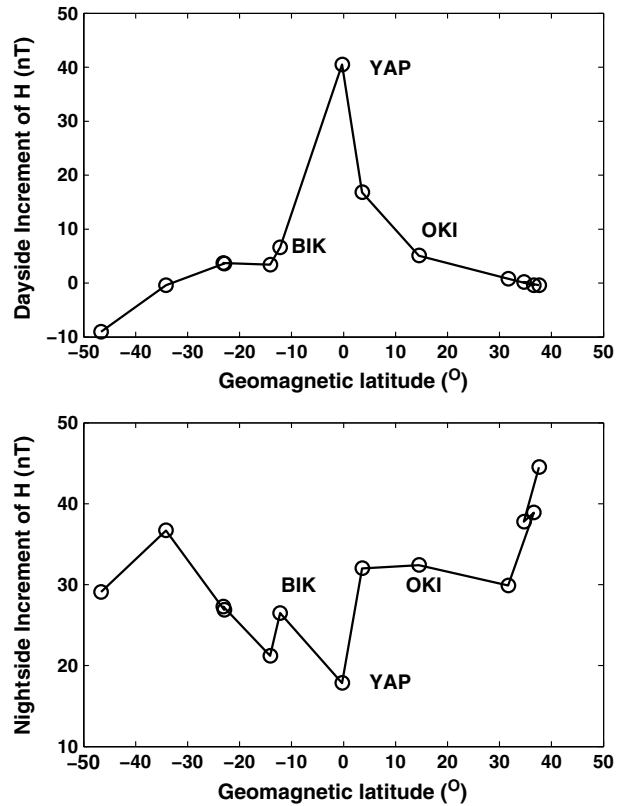 50
40
30
20
10
0
−10
Dayside Increment of H (nT)
YAP
BIK
OKI
−50 −40 −30 −20 −10 0 10 20 30 40 50
Geomagnetic latitude (O)
50
40
30
20
10
Nightside Increment of H (nT)
BIK
OKI
YAP
−50 −40 −30 −20 −10 0 10 20 30 40 50
Geomagnetic latitude (O)